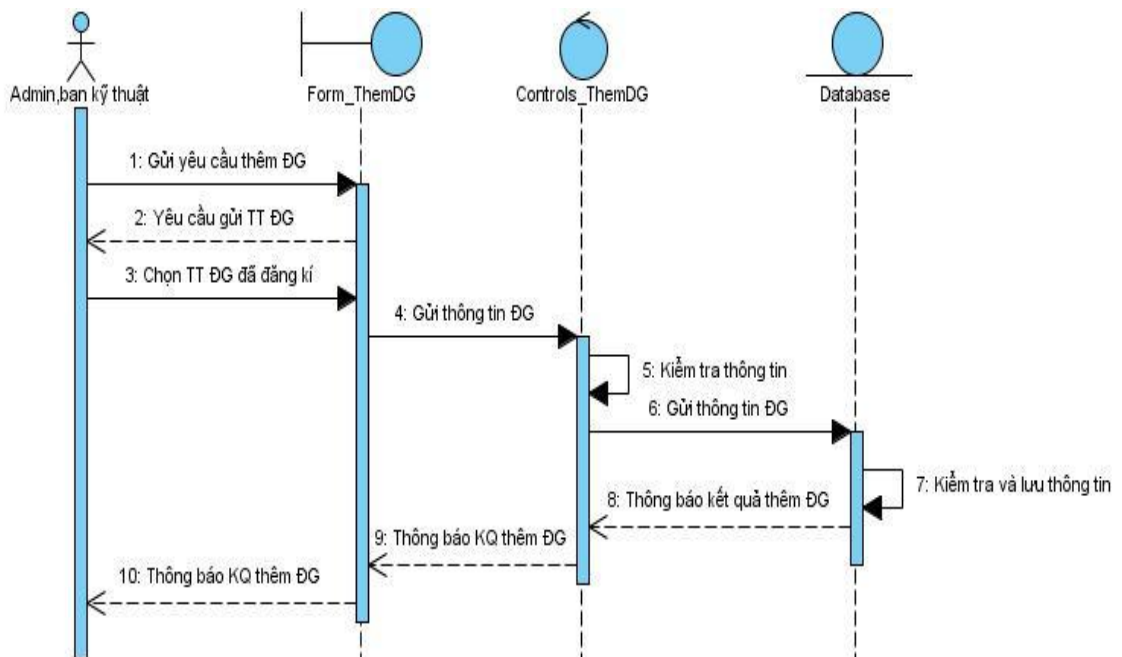 Admin,ban kỹ thuật
Form_ThemDG
Controls_ThemDG
Database
1: Gửi yêu cầu thêm ĐG
2: Yêu cầu gửi TT ĐG
3: Chọn TT ĐG đã đăng kí
4: Gửi thông tin ĐG
5: Kiểm tra thông tin
6: Gửi thông tin ĐG
7: Kiểm tra và lưu thông tin
8: Thông báo kết quả thêm ĐG
9: Thông báo KQ thêm ĐG
10: Thông báo KQ thêm ĐG